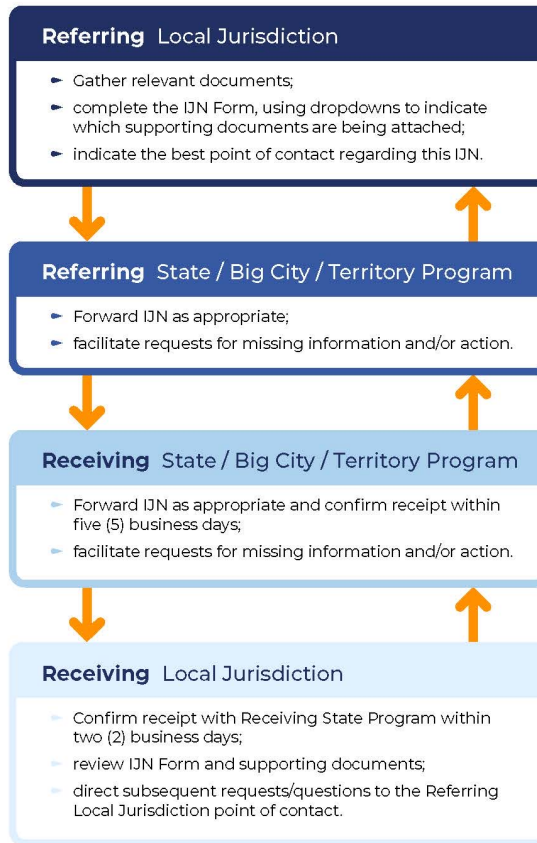 Referring Local Jurisdiction
Gather relevant documents;
complete the IJN Form, using dropdowns to indicate
which supporting documents are being attached;
indicate the best point of contact regarding this IJN.
Referring State / Big City / Territory Program
Forward IJN as appropriate;
facilitate requests for missing information and/or action.
Receiving State / Big City / Territory Program
Forward IJN as appropriate and confirm receipt within
five (5) business days;
facilitate requests for missing information and/or action.
Receiving Local Jurisdiction
Confirm receipt with Receiving State Program within
two (2) business days;
review IJN Form and supporting documents;
direct subsequent requests/questions to the Referring
Local Jurisdiction point of contact.